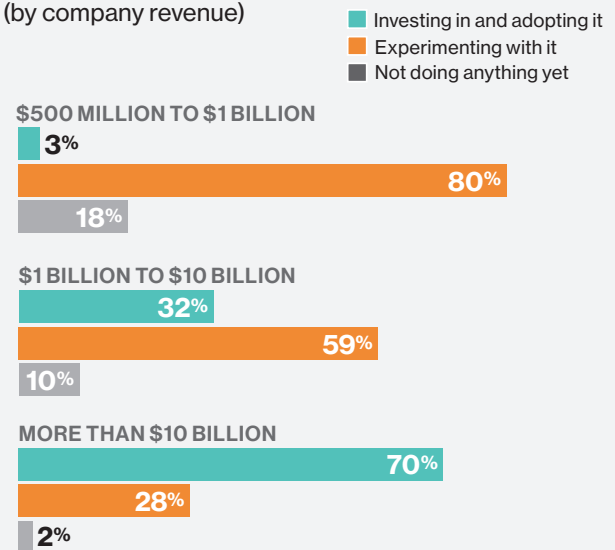 (by company revenue)
Investing in and adopting it
Experimenting with it
Not doing anything yet
$500 MILLION TO $1 BILLION
3%
80%
18%
$1 BILLION TO $10 BILLION
32%
59%
10%
MORE THAN $10 BILLION
70%
28%
2%